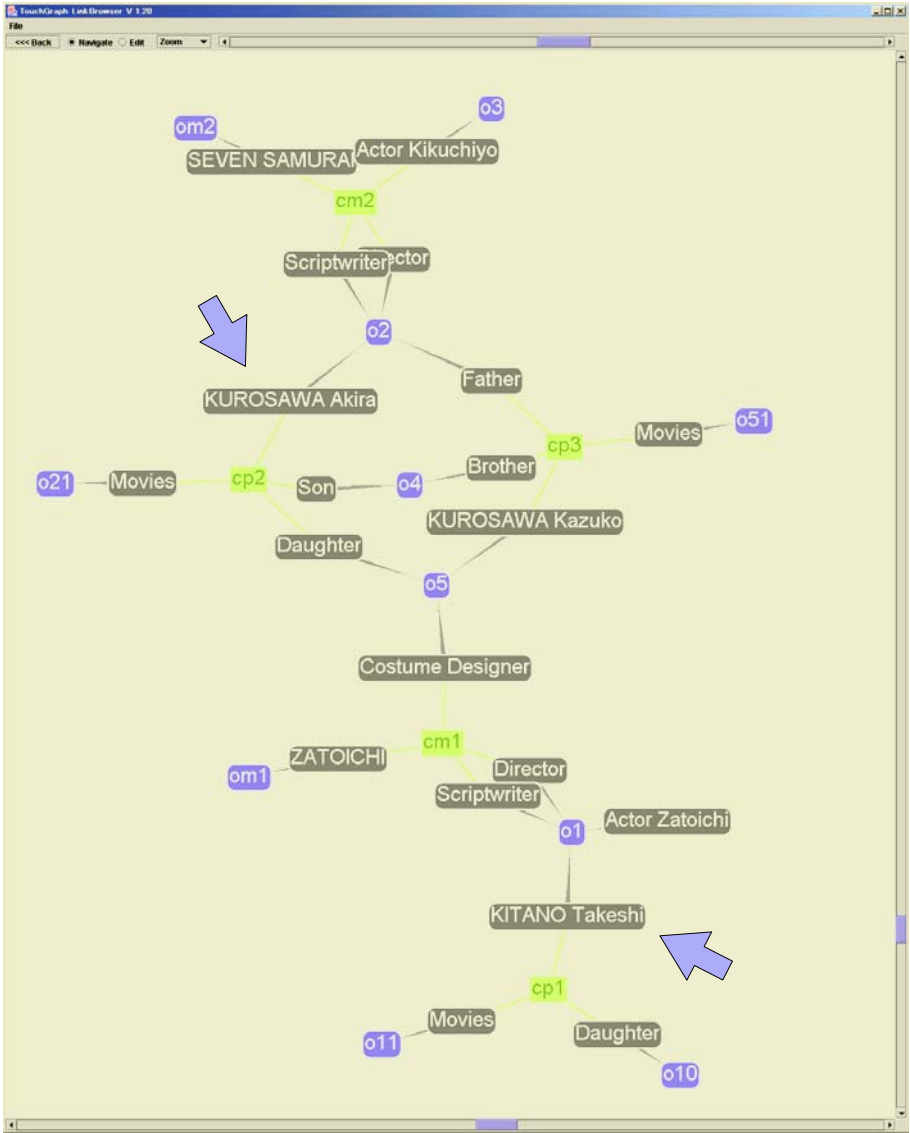 TouchGraph LinkBrowser V 1.20
File
<<< Back Navigate Edit Zoom
o3
om2
Actor Kikuchiyo
SEVEN SAMURAI
cm2
Scriptwriter Director
o2
Father
KUROSAWA Akira
o51
Movies
cp3
Brother
cp2
o21 Movies Son o4
KUROSAWA Kazuko
Daughter
o5
Costume Designer
cm1
ZATOICHI
Director
om1
Scriptwriter
Actor Zatoichi
o1
KITANO Takeshi
cp1
Movies
Daughter
o11
o10